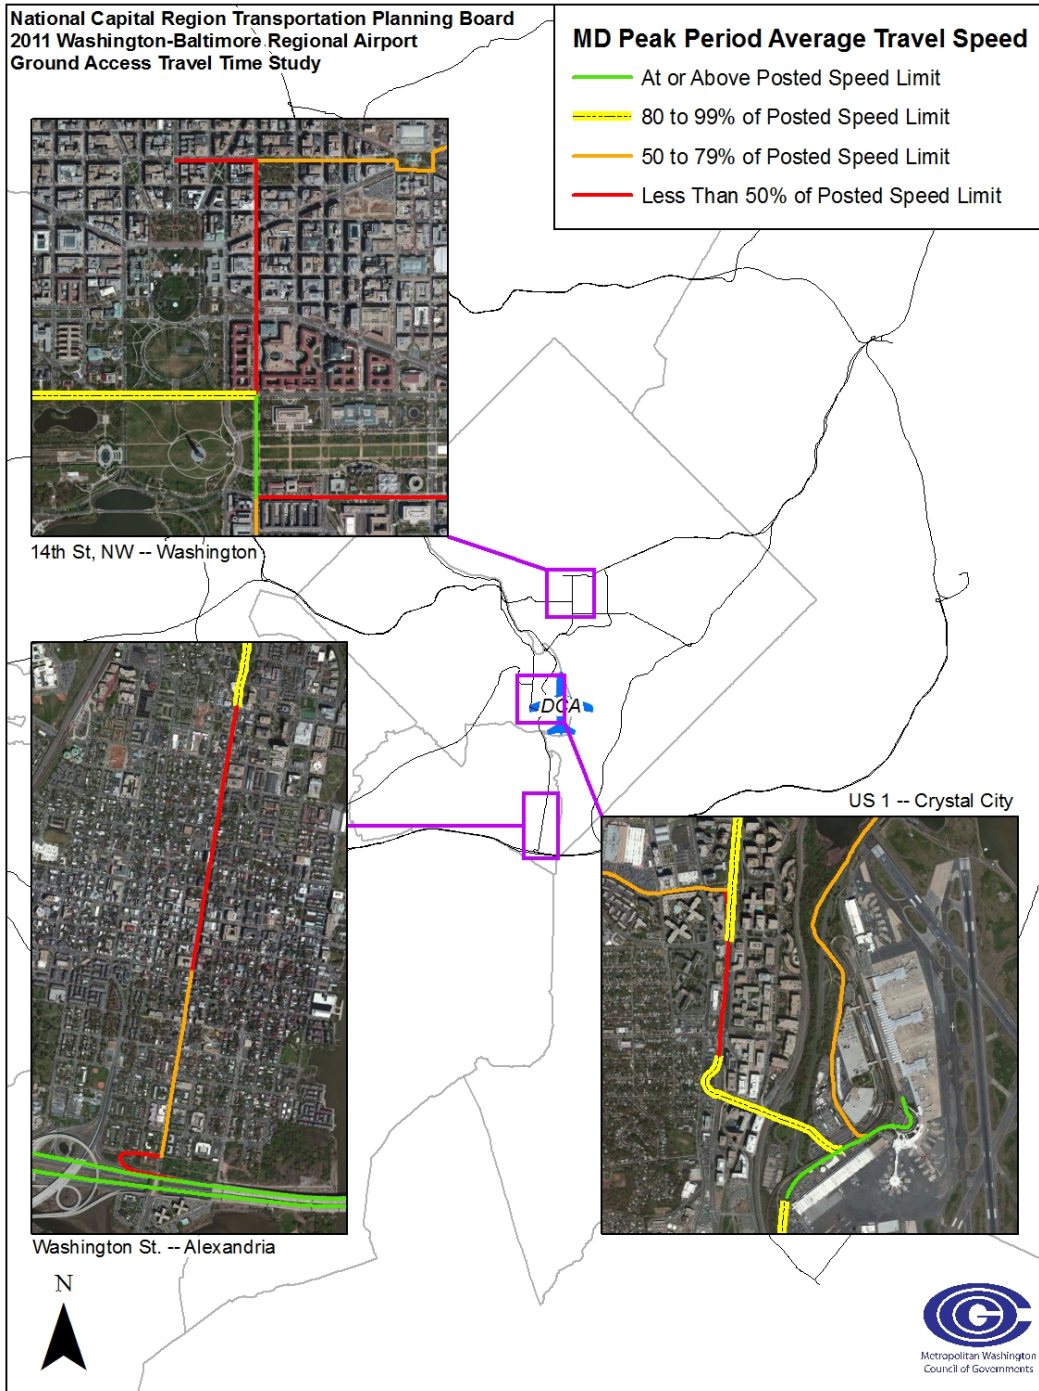 National Capital Region Transportation Planning Board
2011 Washington-Baltimore Regional Airport
Ground Access Travel Time Study
MD Peak Period Average Travel Speed
At or Above Posted Speed Limit
80 to 99% of Posted Speed Limit
50 to 79% of Posted Speed Limit
Less Than 50% of Posted Speed Limit
14th St, NW -- Washington
DCA
US 1 -- Crystal City
Washington St. -- Alexandria
N
COG
Metropolitan Washington
Council of Governments